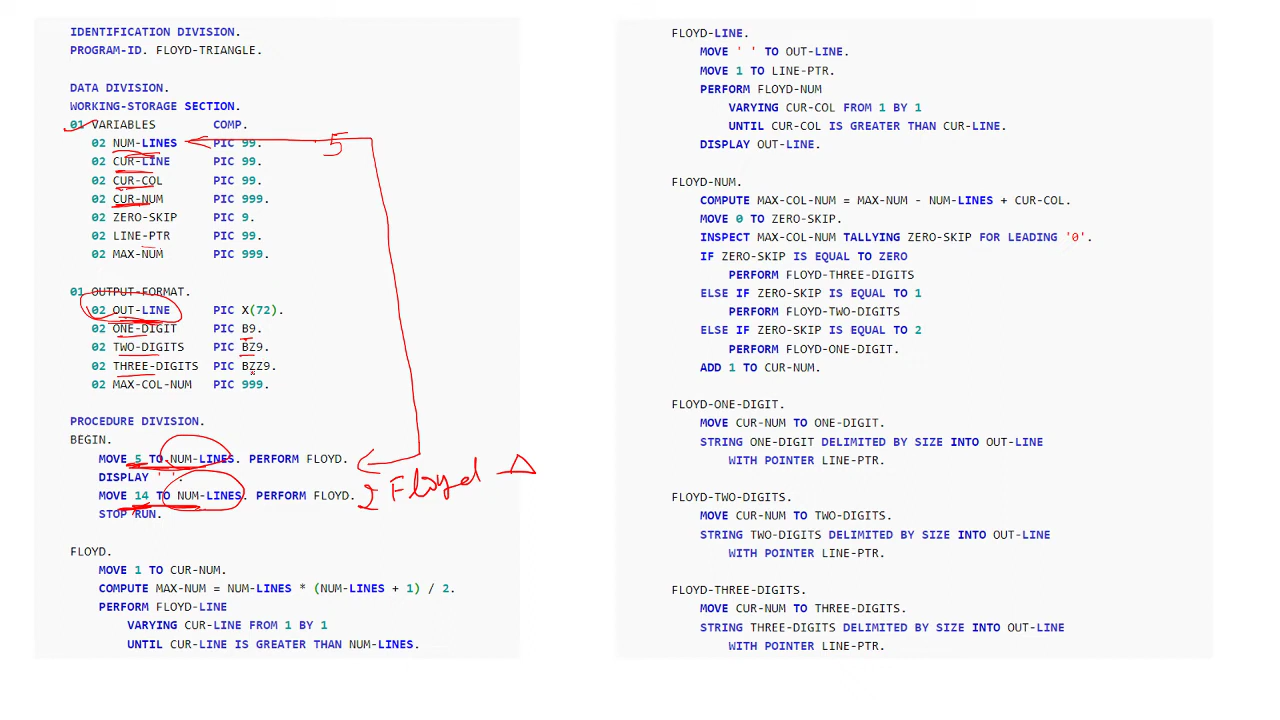 IDENTIFICATION DIVISION.
PROGRAM-ID. FLOYD-TRIANGLE.
DATA DIVISION.
WORKING-STORAGE SECTION.
01 VARIABLES COMP.
02 NUM-LINES PIC 99.
5
02 CUR-LINE PIC 99.
02 CUR-COL PIC 99.
02 CUR-NUM PIC 999.
02 ZERO-SKIP PIC 9.
02 LINE-PTR PIC 99.
02 MAX-NUM PIC 999.
01 OUTPUT-FORMAT.
02 OUT-LINE PIC X(72).
02 ONE-DIGIT PIC B9.
02 TWO-DIGITS PIC BZ9.
02 THREE-DIGITS PIC BZZ9.
02 MAX-COL-NUM PIC 999.
PROCEDURE DIVISION.
BEGIN.
MOVE 5 TO NUM-LINES. PERFORM FLOYD.
DISPLAY ' '.
MOVE 14 TO NUM-LINES. PERFORM FLOYD.
2 Floyd Δ
STOP RUN.
FLOYD.
MOVE 1 TO CUR-NUM.
COMPUTE MAX-NUM = NUM-LINES * (NUM-LINES + 1) / 2.
PERFORM FLOYD-LINE
VARYING CUR-LINE FROM 1 BY 1
UNTIL CUR-LINE IS GREATER THAN NUM-LINES.
FLOYD-LINE.
MOVE ' ' TO OUT-LINE.
MOVE 1 TO LINE-PTR.
PERFORM FLOYD-NUM
VARYING CUR-COL FROM 1 BY 1
UNTIL CUR-COL IS GREATER THAN CUR-LINE.
DISPLAY OUT-LINE.
FLOYD-NUM.
COMPUTE MAX-COL-NUM = MAX-NUM - NUM-LINES + CUR-COL.
MOVE 0 TO ZERO-SKIP.
INSPECT MAX-COL-NUM TALLYING ZERO-SKIP FOR LEADING '0'.
IF ZERO-SKIP IS EQUAL TO ZERO
PERFORM FLOYD-THREE-DIGITS
ELSE IF ZERO-SKIP IS EQUAL TO 1
PERFORM FLOYD-TWO-DIGITS
ELSE IF ZERO-SKIP IS EQUAL TO 2
PERFORM FLOYD-ONE-DIGIT.
ADD 1 TO CUR-NUM.
FLOYD-ONE-DIGIT.
MOVE CUR-NUM TO ONE-DIGIT.
STRING ONE-DIGIT DELIMITED BY SIZE INTO OUT-LINE
WITH POINTER LINE-PTR.
FLOYD-TWO-DIGITS.
MOVE CUR-NUM TO TWO-DIGITS.
STRING TWO-DIGITS DELIMITED BY SIZE INTO OUT-LINE
WITH POINTER LINE-PTR.
FLOYD-THREE-DIGITS.
MOVE CUR-NUM TO THREE-DIGITS.
STRING THREE-DIGITS DELIMITED BY SIZE INTO OUT-LINE
WITH POINTER LINE-PTR.